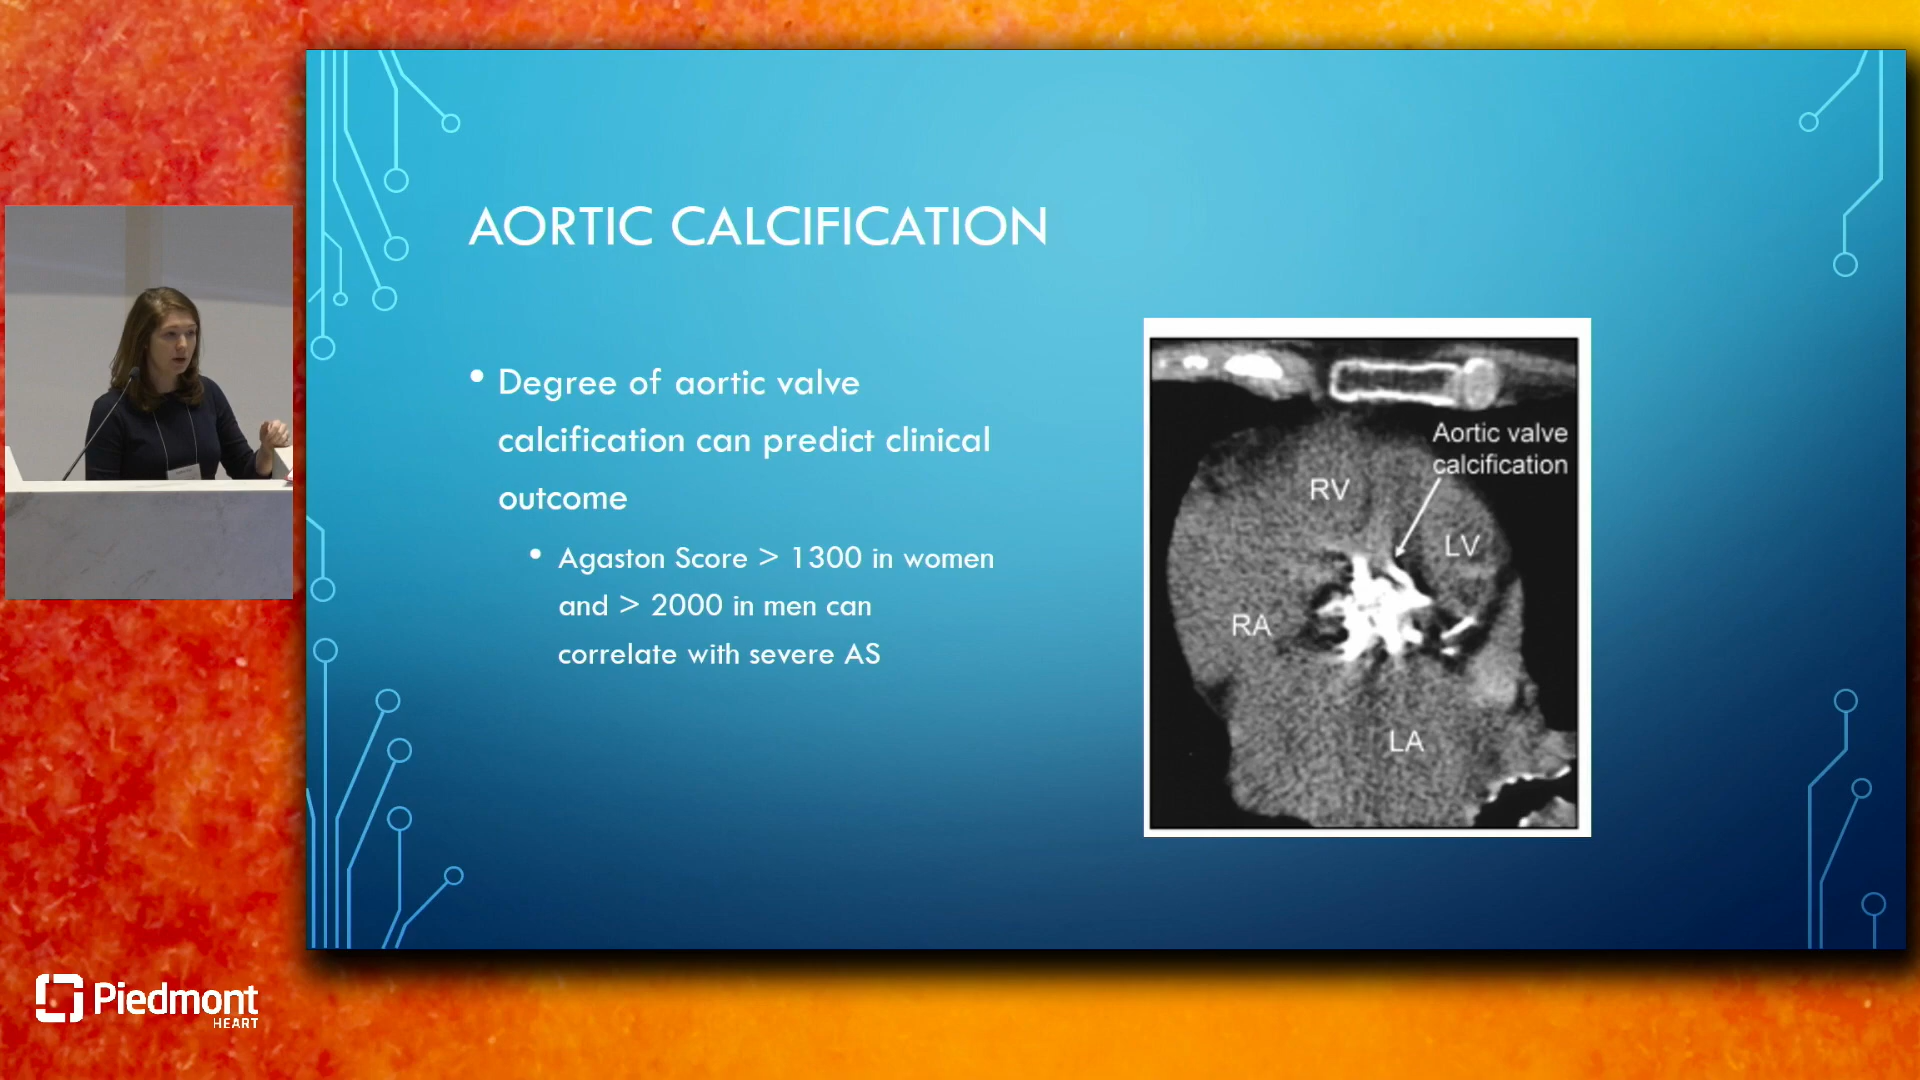 AORTIC CALCIFICATION
• Degree of aortic valve
calcification can predict clinical
outcome
• Agaston Score > 1300 in women
and > 2000 in men can
correlate with severe AS
Aortic valve
calcification
RV
LV
RA
LA
Piedmont
HEART